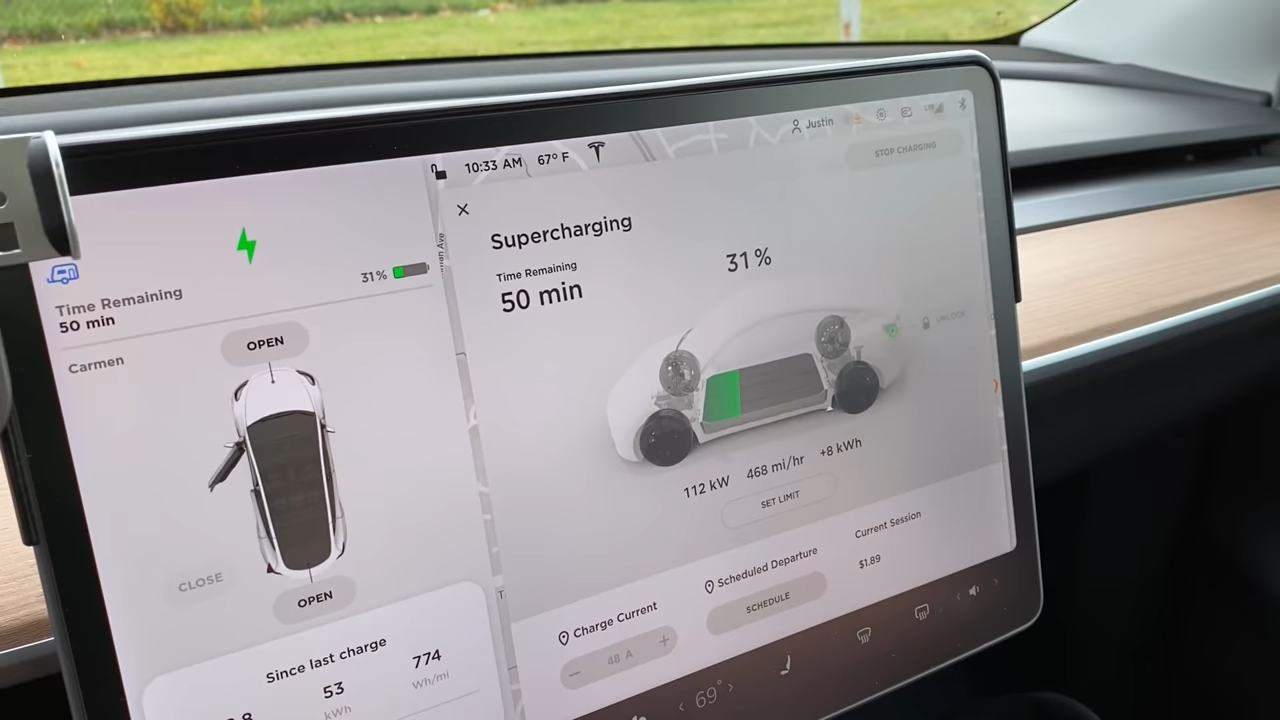 10:33 AM 67° F
Justin
LTE
STOP CHARGING
31%
Time Remaining
50 min
Carmen
OPEN
CLOSE
OPEN
Since last charge
53
kWh
774
Wh/mi
Supercharging
Time Remaining
50 min
31%
UNLOCK
112 kW 468 mi/hr +8 kWh
SET LIMIT
Charge Current
− 48 A +
Scheduled Departure
SCHEDULE
Current Session
$1.89
< 69° >